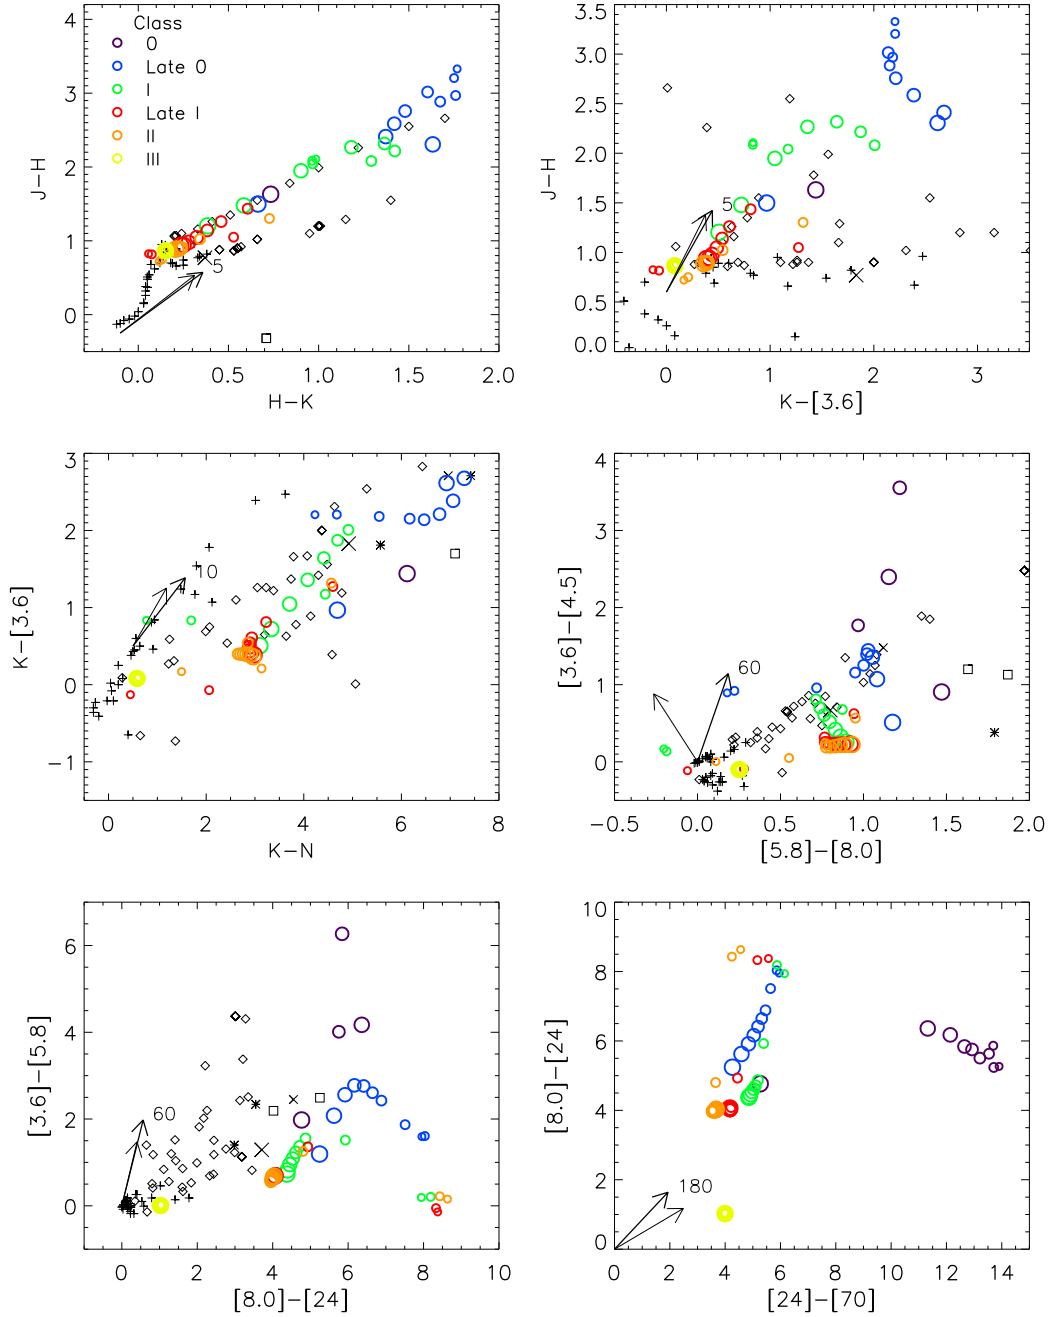 Class
0
Late 0
I
Late I
II
III
5
4
3
2
1
0
J-H
0.0 0.5 1.0 1.5 2.0
H-K
5
3.5
3.0
2.5
2.0
1.5
1.0
0.5
0.0
J-H
0 1 2 3
K-[3.6]
10
3
2
1
0
-1
K-[3.6]
0 2 4 6 8
K-N
60
4
3
2
1
0
[3.6]-[4.5]
-0.5 0.0 0.5 1.0 1.5 2.0
[5.8]-[8.0]
60
6
4
2
0
[3.6]-[5.8]
0 2 4 6 8 10
[8.0]-[24]
180
10
8
6
4
2
0
[8.0]-[24]
0 2 4 6 8 10 12 14
[24]-[70]